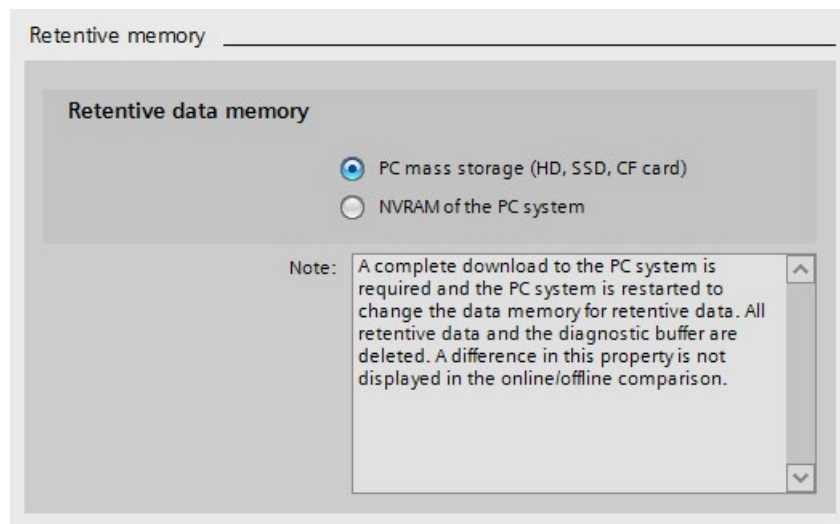 Retentive memory
Retentive data memory
PC mass storage (HD, SSD, CF card)
NVRAM of the PC system
Note:
A complete download to the PC system is
required and the PC system is restarted to
change the data memory for retentive data. All
retentive data and the diagnostic buffer are
deleted. A difference in this property is not
displayed in the online/offline comparison.